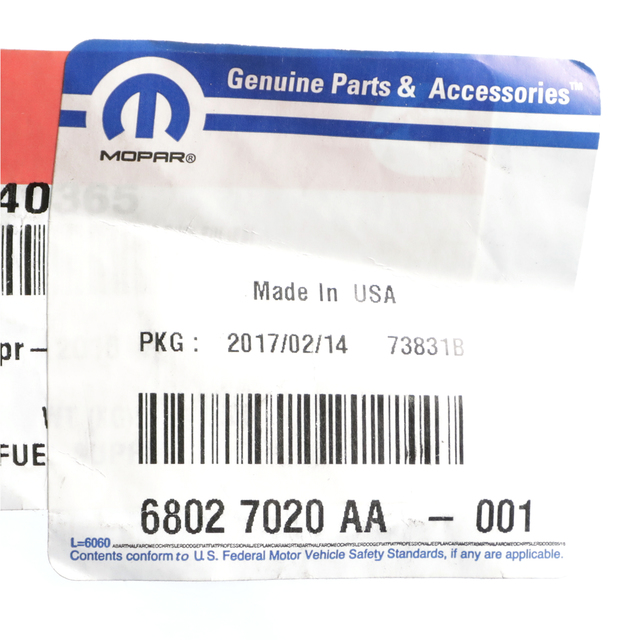 Genuine Parts & Accessories™
MOPAR®
40365
Made In USA
PKG: 2017/02/14 73831B
pr-
FUE
6802 7020 AA - 001
L=6060
Contents conform to U.S. Federal Motor Vehicle Safety Standards, if any are applicable.